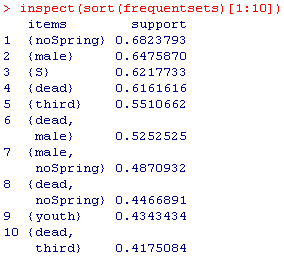 > inspect(sort(frequentsets)[1:10])
items support
1 {noSpring} 0.6823793
2 {male} 0.6475870
3 {S} 0.6217733
4 {dead} 0.6161616
5 {third} 0.5510662
6 {dead,
male} 0.5252525
7 {male,
noSpring} 0.4870932
8 {dead,
noSpring} 0.4466891
9 {youth} 0.4343434
10 {dead,
third} 0.4175084